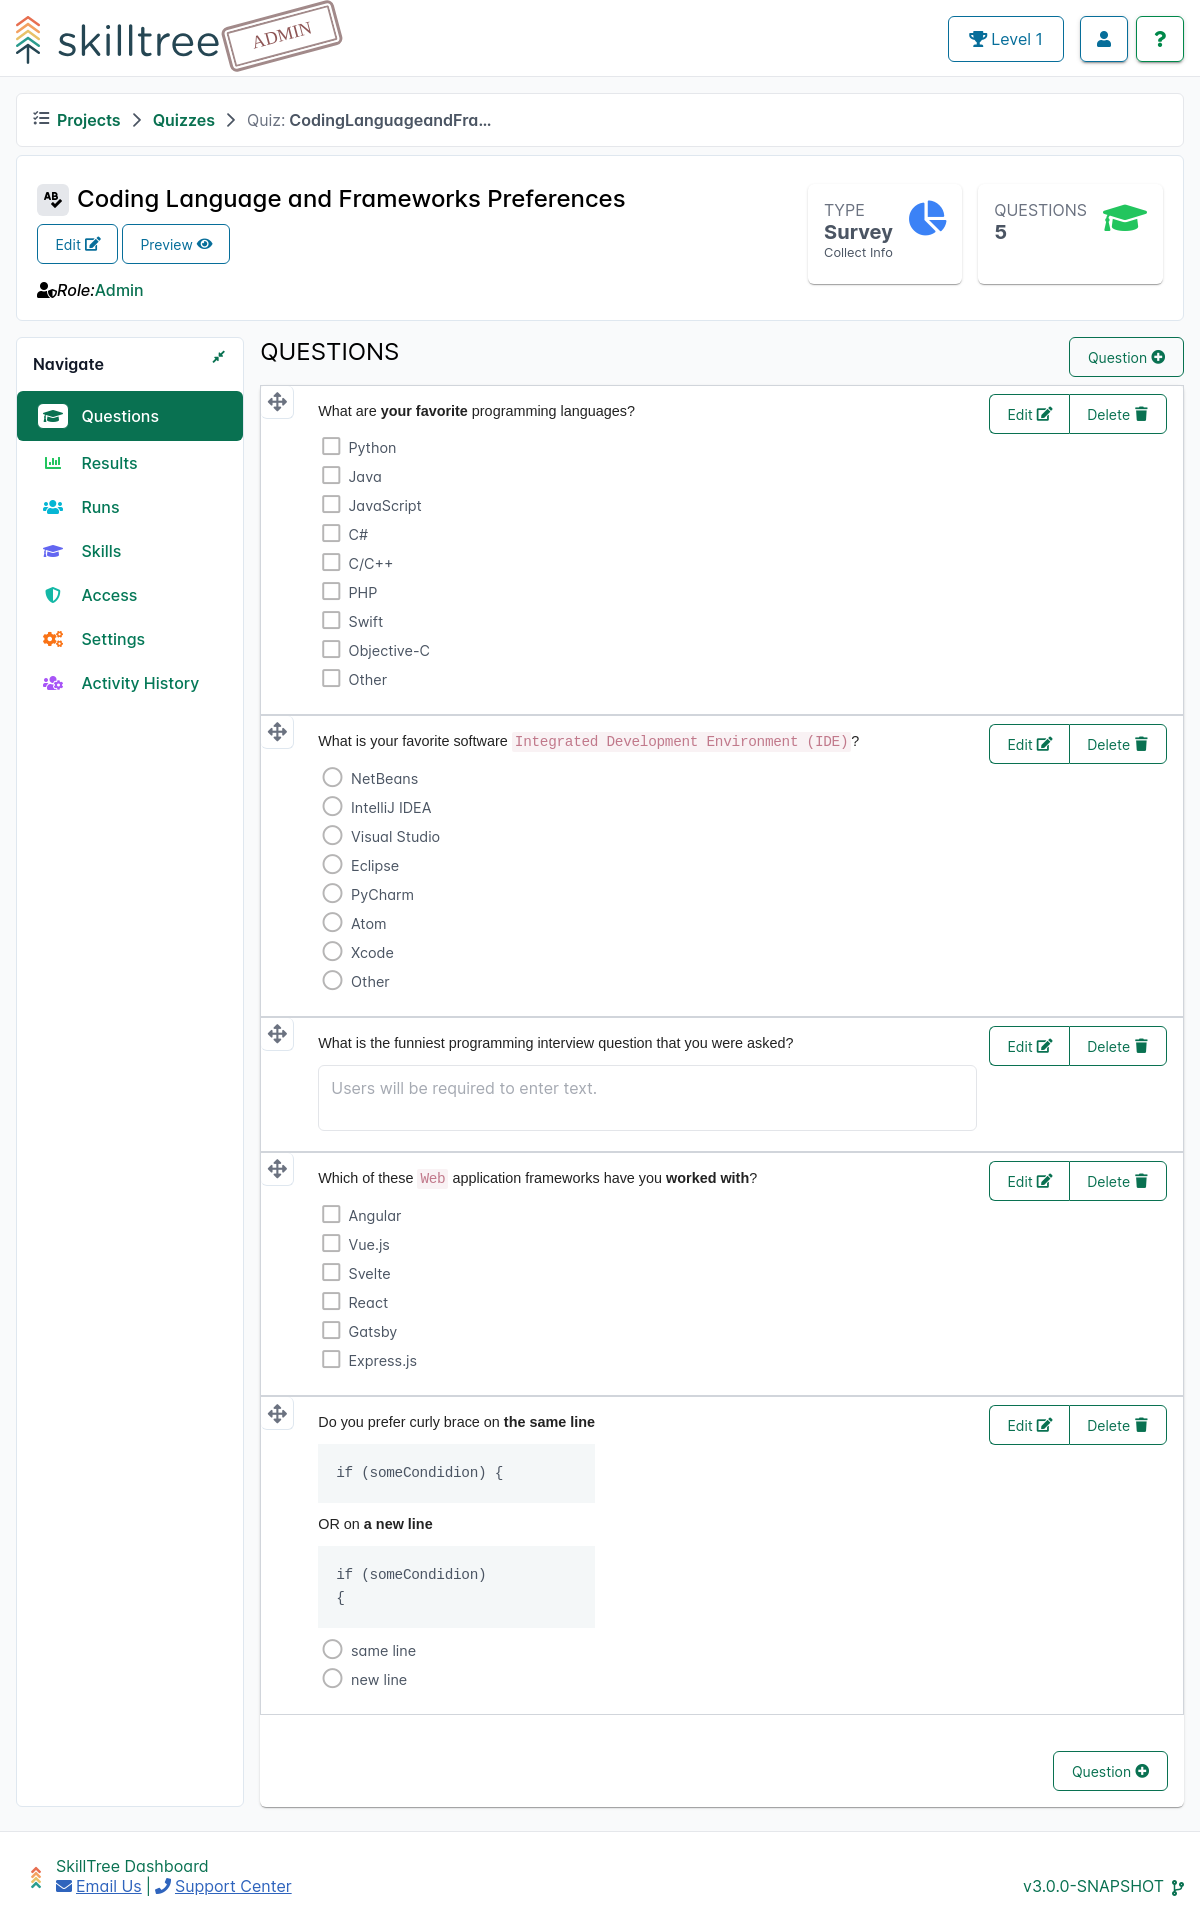 skilltree ADMIN
Level 1
?
Projects > Quizzes > Quiz: CodingLanguageandFra...
AB Coding Language and Frameworks Preferences
Edit Preview
Role:Admin
TYPE
Survey
Collect Info
QUESTIONS
5
Navigate
Questions
Results
Runs
Skills
Access
Settings
Activity History
QUESTIONS
Question
What are your favorite programming languages?
Edit Delete
Python
Java
JavaScript
C#
C/C++
PHP
Swift
Objective-C
Other
What is your favorite software Integrated Development Environment (IDE)?
Edit Delete
NetBeans
IntelliJ IDEA
Visual Studio
Eclipse
PyCharm
Atom
Xcode
Other
What is the funniest programming interview question that you were asked?
Edit Delete
Users will be required to enter text.
Which of these Web application frameworks have you worked with?
Edit Delete
Angular
Vue.js
Svelte
React
Gatsby
Express.js
Do you prefer curly brace on the same line
Edit Delete
if (someCondidion) {
OR on a new line
if (someCondidion)
{
same line
new line
Question
SkillTree Dashboard
Email Us | Support Center
v3.0.0-SNAPSHOT